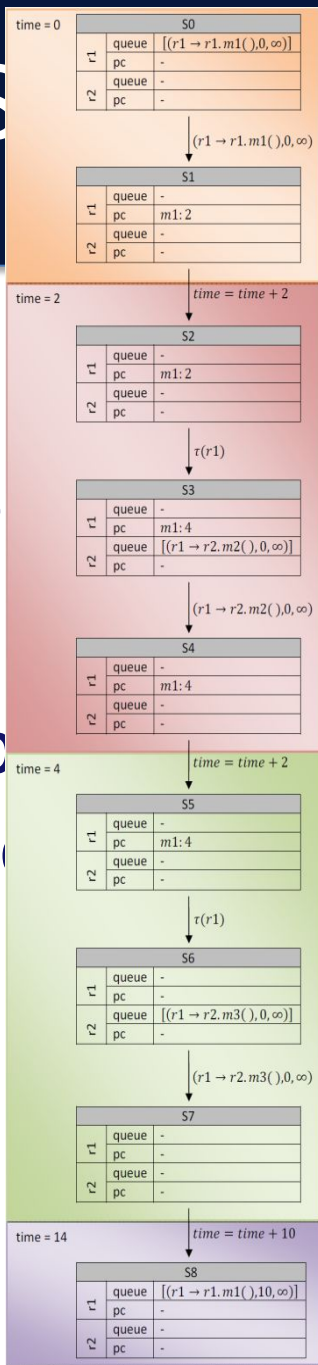 time = 0
S0
r1 queue [(r1 → r1.m1( ),0,∞)]
pc -
r2 queue -
pc -
(r1 → r1.m1( ),0,∞)
S1
r1 queue -
pc m1: 2
r2 queue -
pc -
time = 2
time = time + 2
S2
r1 queue -
pc m1: 2
r2 queue -
pc -
τ(r1)
S3
r1 queue -
pc m1: 4
r2 queue [(r1 → r2.m2( ),0,∞)]
pc -
(r1 → r2.m2( ),0,∞)
S4
r1 queue -
pc m1: 4
r2 queue -
pc -
time = 4
time = time + 2
S5
r1 queue -
pc m1: 4
r2 queue -
pc -
τ(r1)
S6
r1 queue -
pc -
r2 queue [(r1 → r2.m3( ),0,∞)]
pc -
(r1 → r2.m3( ),0,∞)
S7
r1 queue -
pc -
r2 queue -
pc -
time = 14
time = time + 10
S8
r1 queue [(r1 → r1.m1( ),10,∞)]
pc -
r2 queue -
pc -